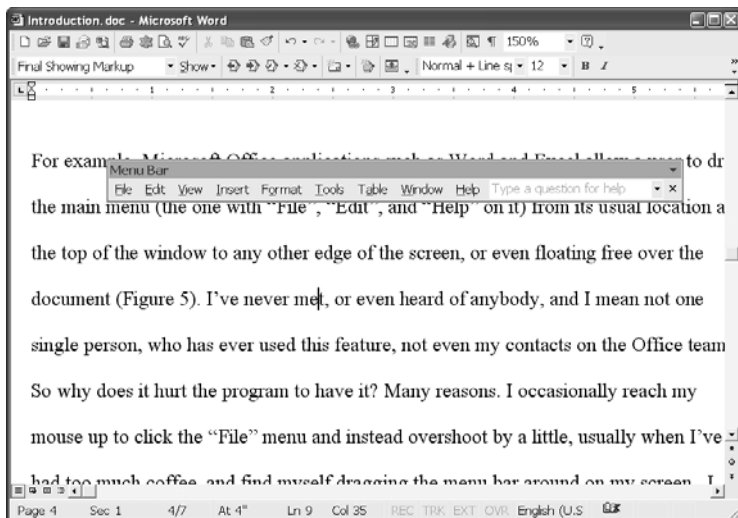 Introduction.doc - Microsoft Word
150%
Final Showing Markup Show Normal + Line s 12 B I
1 2 3 4 5
For example, Microsoft Office applications such as Word and Excel allow a user to dr
Menu Bar
File Edit View Insert Format Tools Table Window Help Type a question for help
the main menu (the one with “File”, “Edit”, and “Help” on it) from its usual location a
the top of the window to any other edge of the screen, or even floating free over the
document (Figure 5). I’ve never met, or even heard of anybody, and I mean not one
single person, who has ever used this feature, not even my contacts on the Office team
So why does it hurt the program to have it? Many reasons. I occasionally reach my
mouse up to click the “File” menu and instead overshoot by a little, usually when I’ve
had too much coffee, and find myself dragging the menu bar around on my screen. I
Page 4 Sec 1 4/7 At 4" Ln 9 Col 35 REC TRK EXT OVR English (U.S